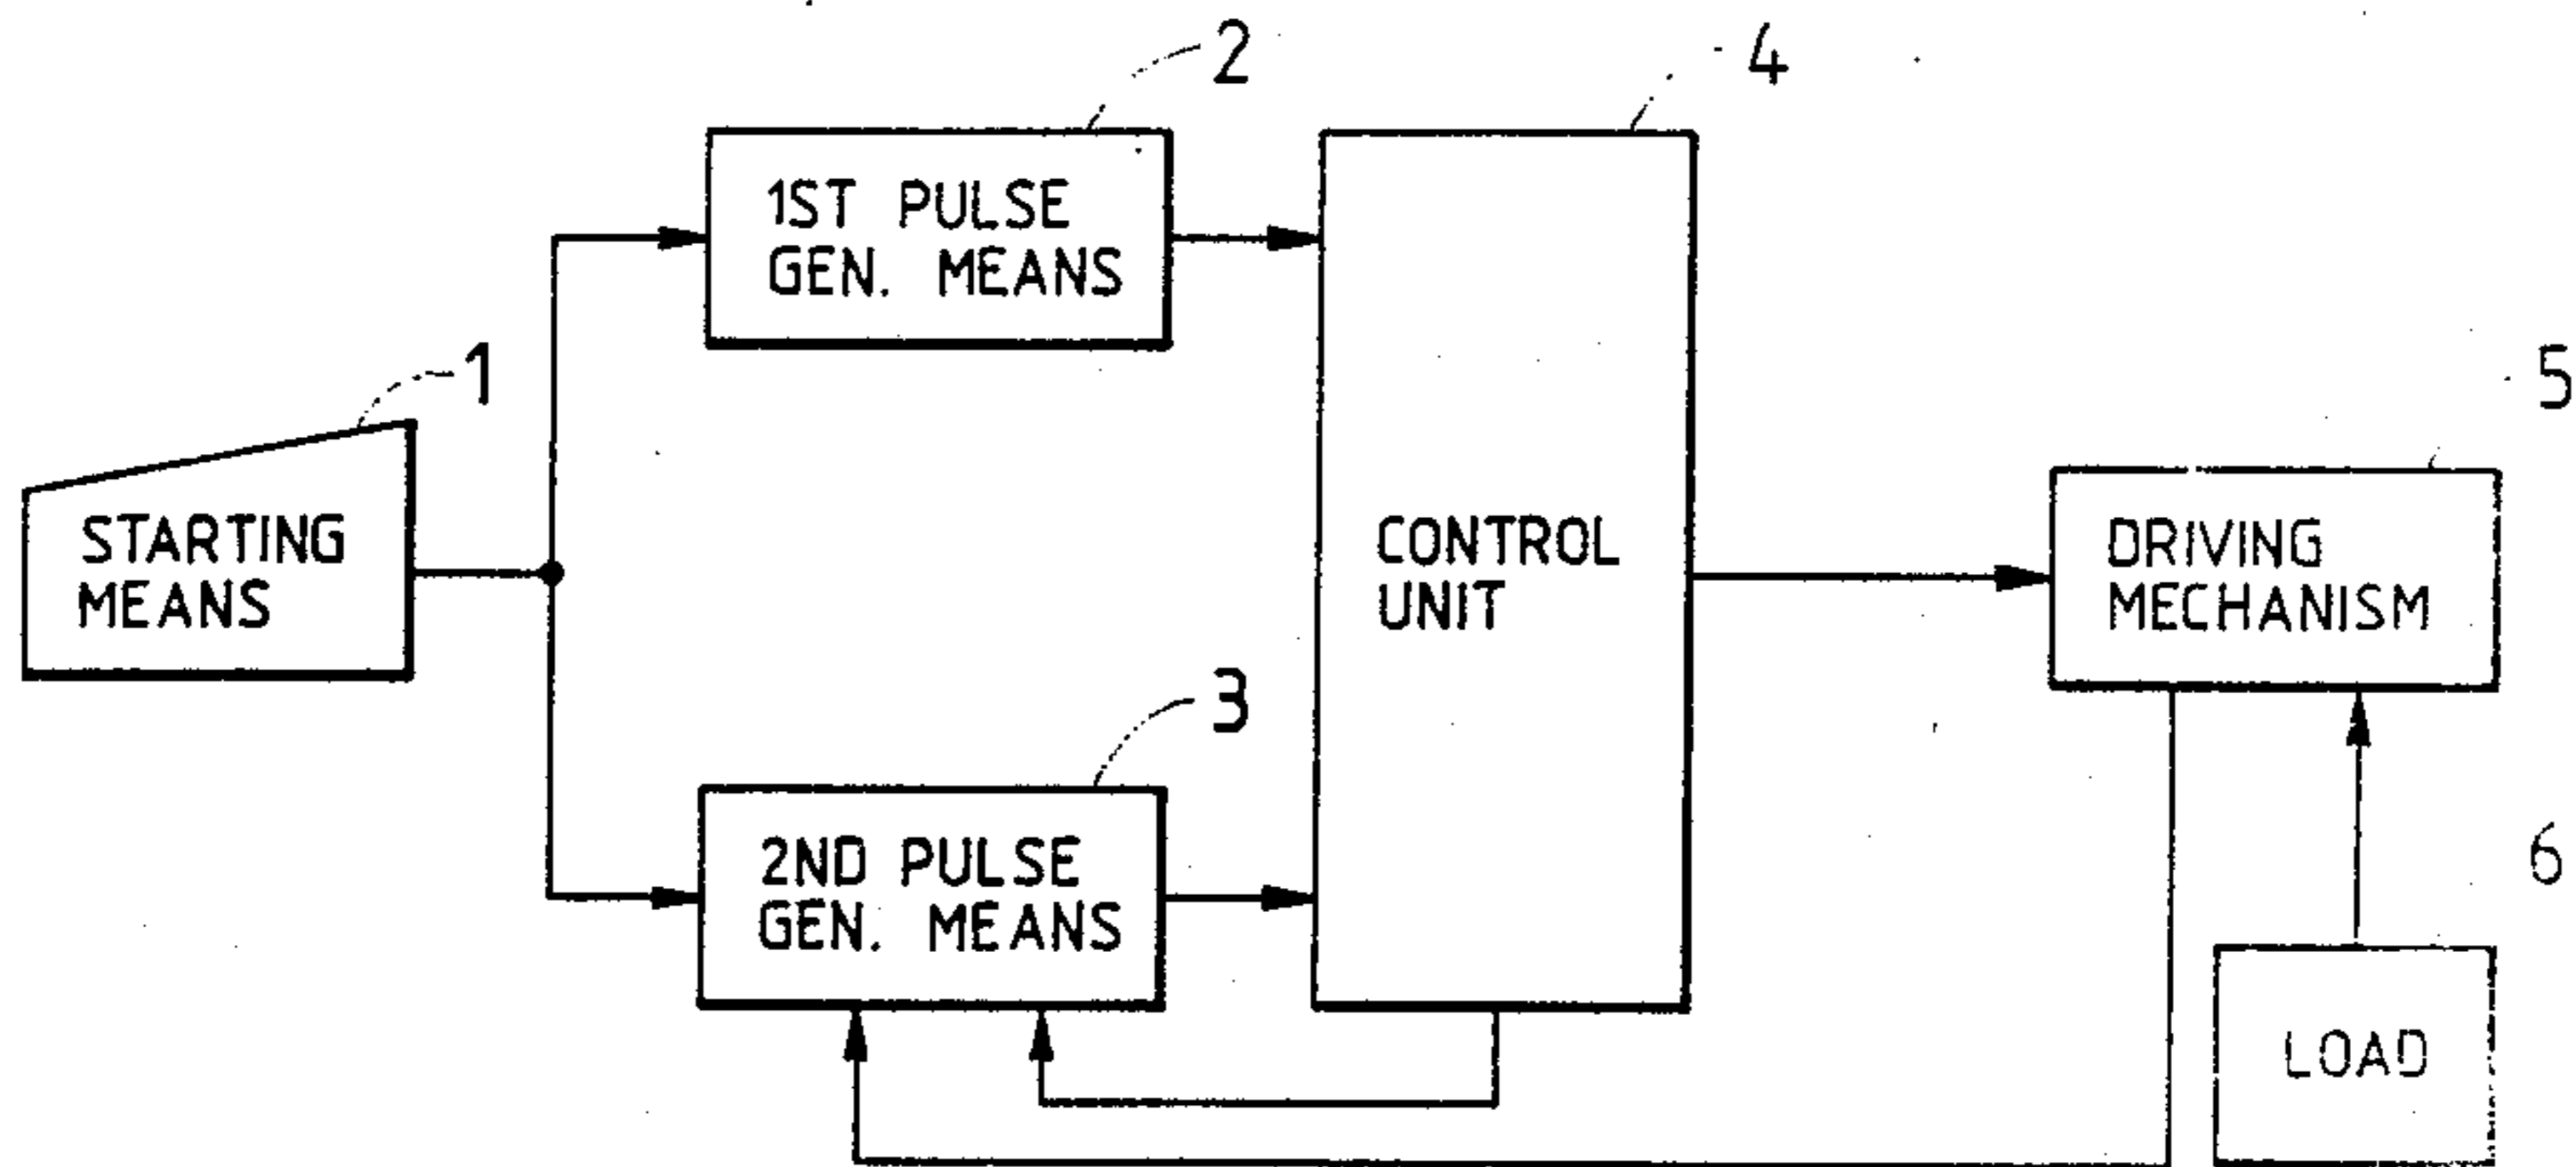 2
4
1ST PULSE
GEN. MEANS
1
5
STARTING
MEANS
CONTROL
UNIT
DRIVING
MECHANISM
3
2ND PULSE
GEN. MEANS
6
LOAD